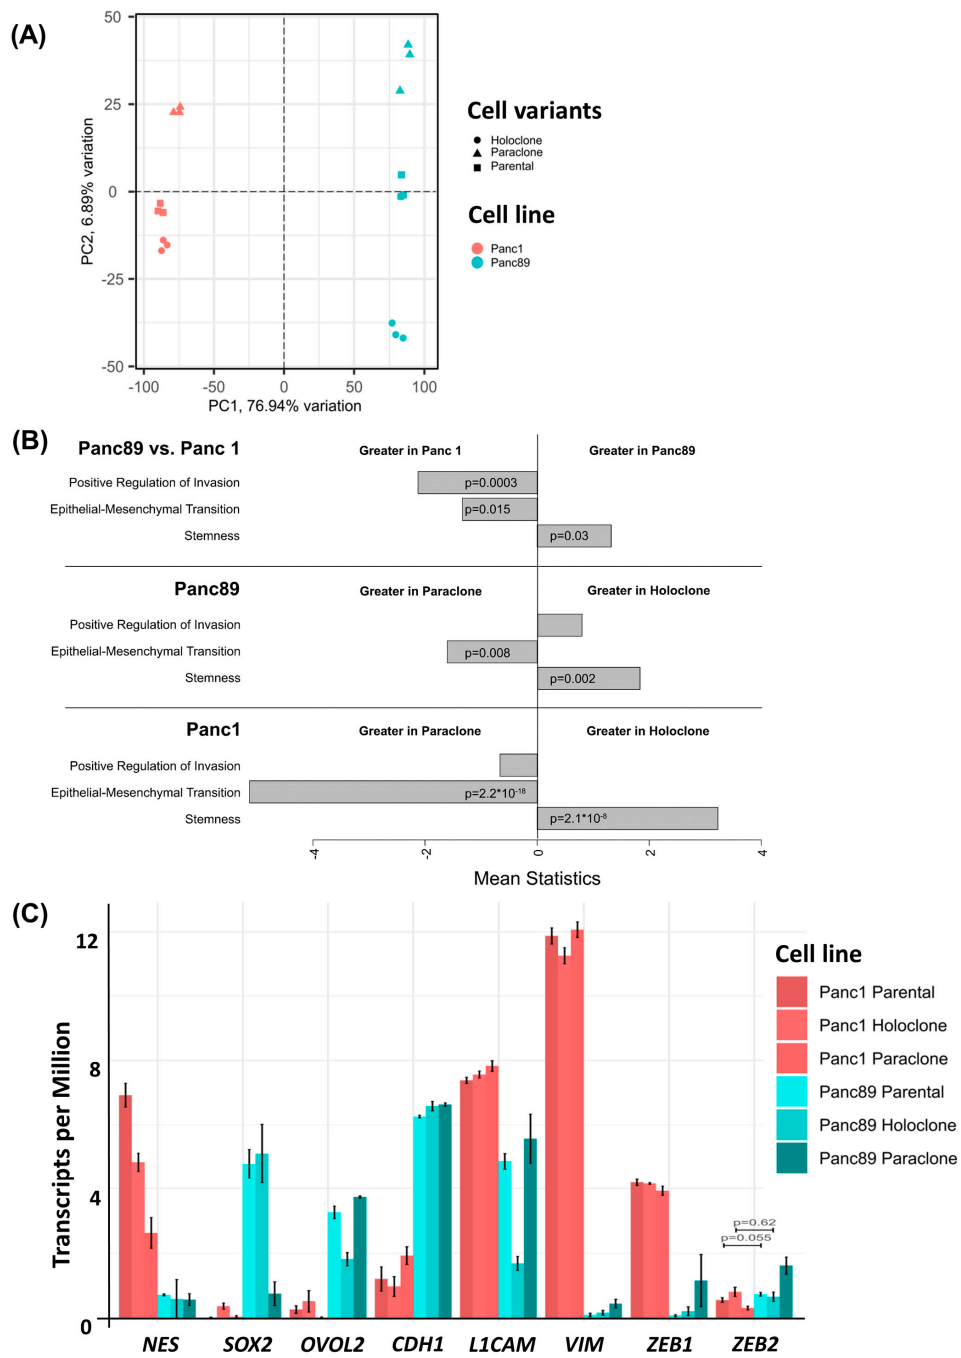 (A)
50
25
0
-25
-50
PC2, 6.89% variation
-100 -50 0 50 100
PC1, 76.94% variation
Cell variants
Holoclone
Paraclone
Parental
Cell line
Panc1
Panc89
(B)
Panc89 vs. Panc 1 Greater in Panc 1 Greater in Panc89
Positive Regulation of Invasion p=0.0003
Epithelial-Mesenchymal Transition p=0.015
Stemness p=0.03
Panc89 Greater in Paraclone Greater in Holoclone
Positive Regulation of Invasion
Epithelial-Mesenchymal Transition p=0.008
Stemness p=0.002
Panc1 Greater in Paraclone Greater in Holoclone
Positive Regulation of Invasion
Epithelial-Mesenchymal Transition p=2.2*10-18
Stemness p=2.1*10-8
-4 -2 0 2 4
Mean Statistics
(C)
12
8
4
0
Transcripts per Million
p=0.62
p=0.055
NES SOX2 OVOL2 CDH1 L1CAM VIM ZEB1 ZEB2
Cell line
Panc1 Parental
Panc1 Holoclone
Panc1 Paraclone
Panc89 Parental
Panc89 Holoclone
Panc89 Paraclone